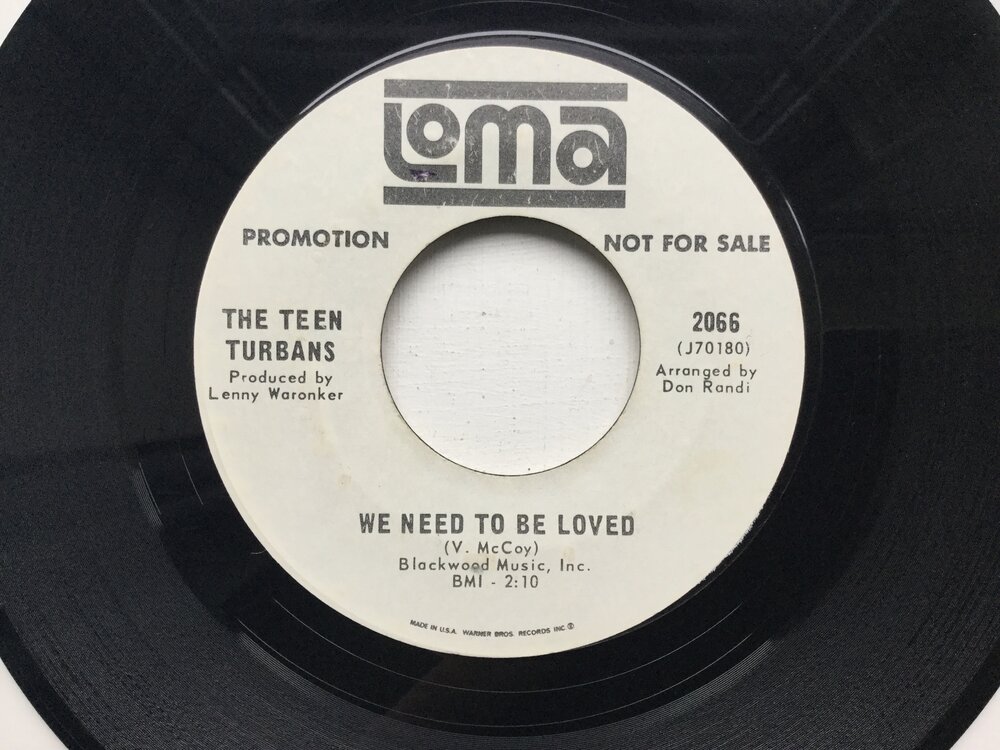 Loma
PROMOTION
NOT FOR SALE
THE TEEN
TURBANS
Produced by
Lenny Waronker
2066
(J70180)
Arranged by
Don Randi
WE NEED TO BE LOVED
(V. McCoy)
Blackwood Music, Inc.
BMI - 2:10
MADE IN U.S.A. WARNER BROS. RECORDS INC.